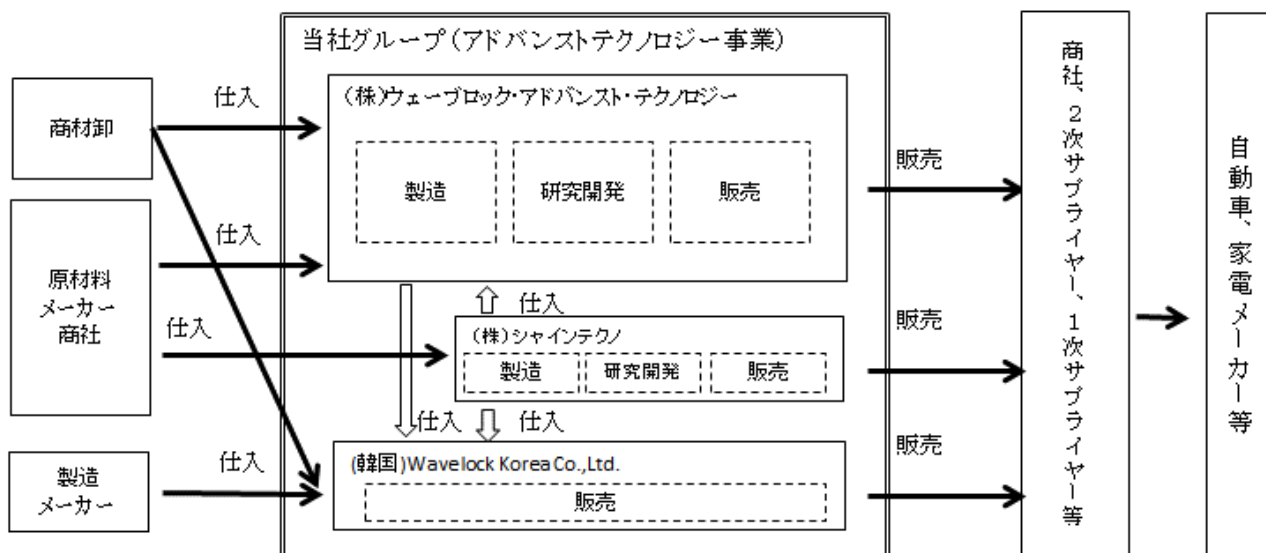 当社グループ(アドバンストテクノロジー事業)
商材卸
仕入
(株)ウェーブロック・アドバンスト・テクノロジー
製造
研究開発
販売
販売
仕入
原材料
メーカー
商社
仕入
仕入
(株)シャインテクノ
製造
研究開発
販売
販売
仕入
仕入
製造
メーカー
仕入
(韓国)Wavelock Korea Co.,Ltd.
販売
販売
商社、2次サプライヤー、1次サプライヤー等
自動車、家電メーカー等